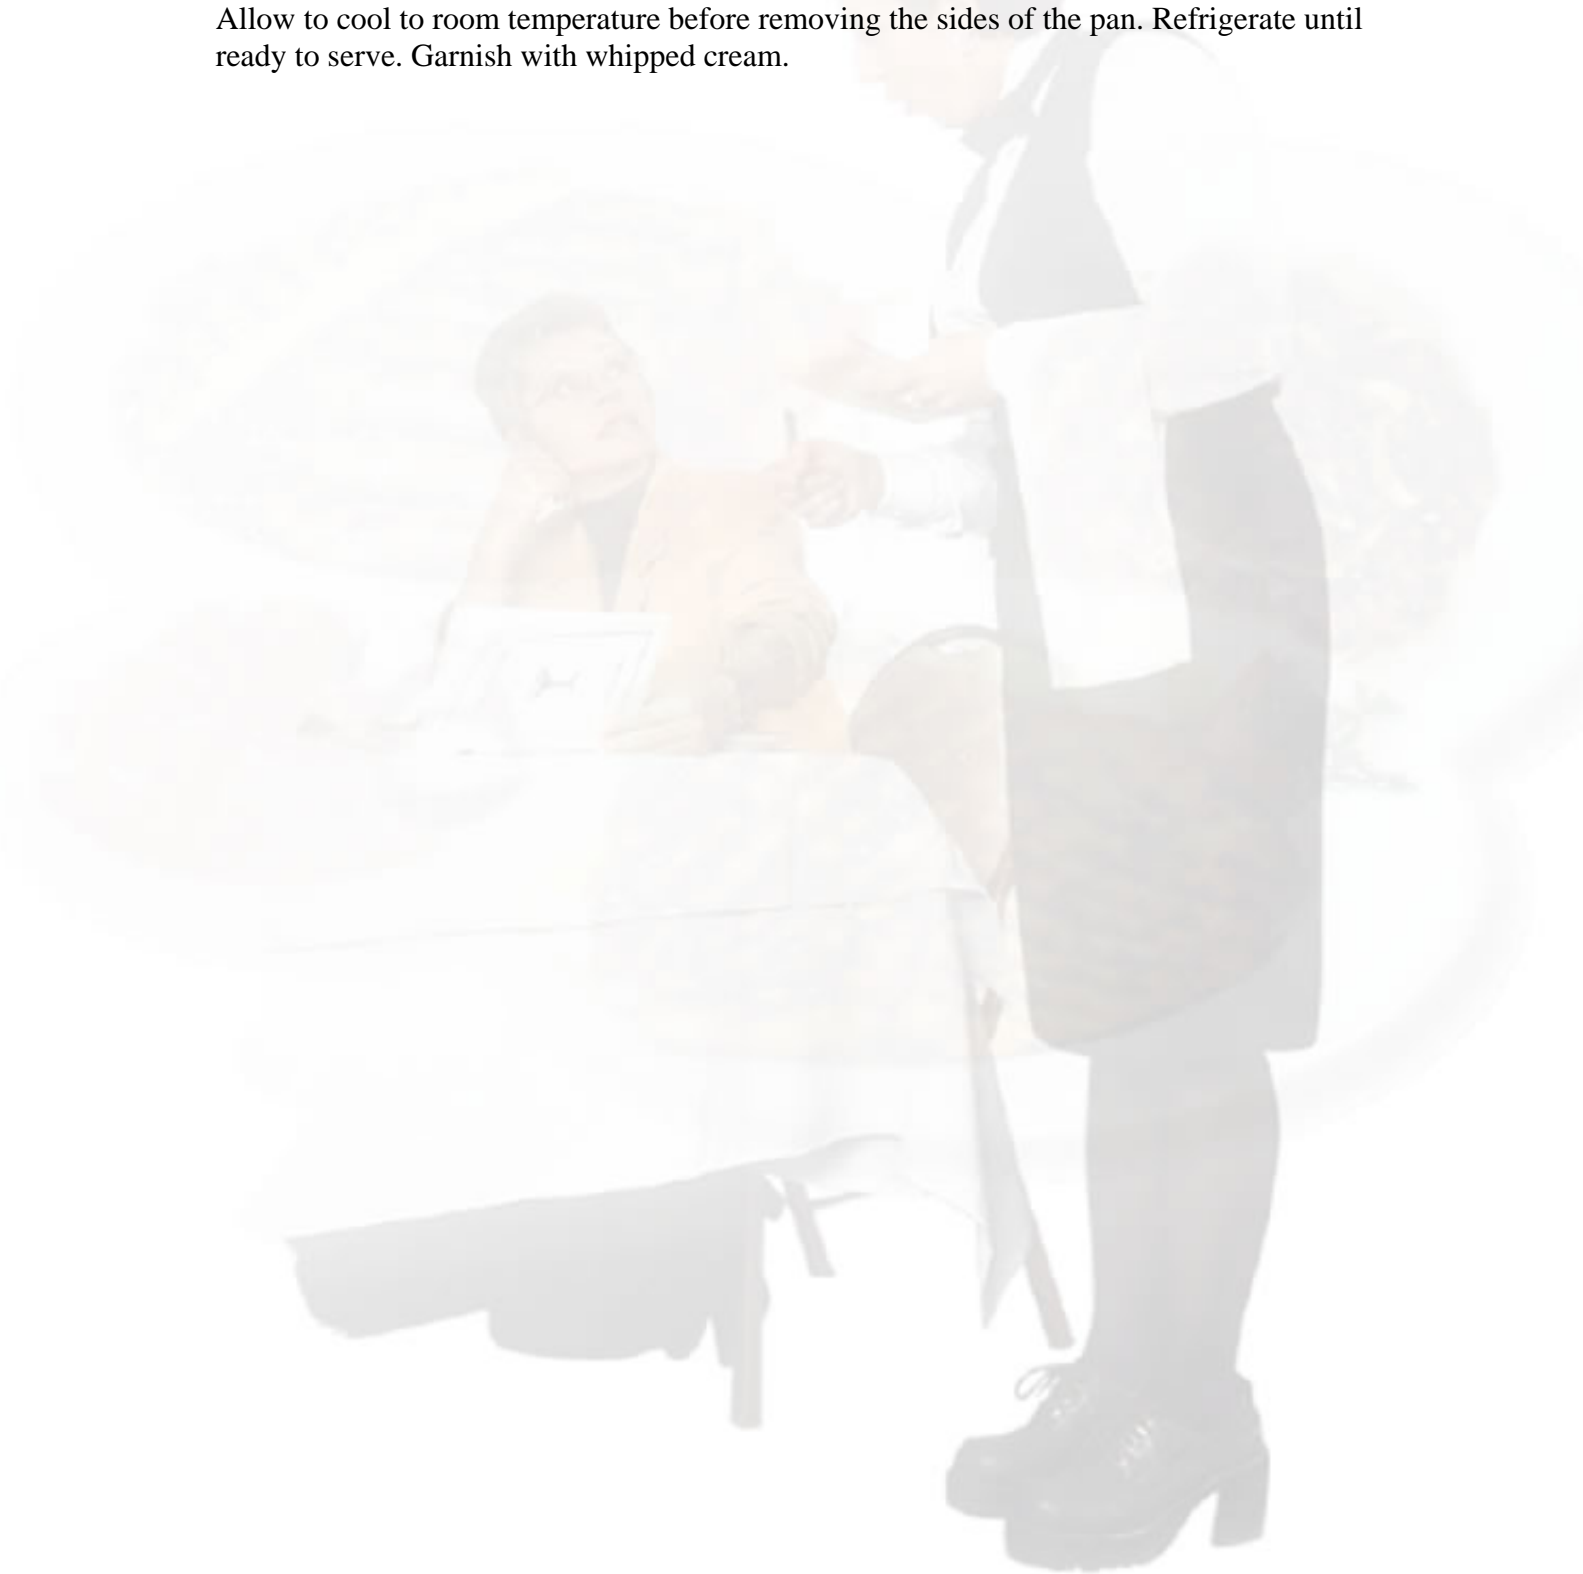 Allow to cool to room temperature before removing the sides of the pan. Refrigerate until
ready to serve. Garnish with whipped cream.